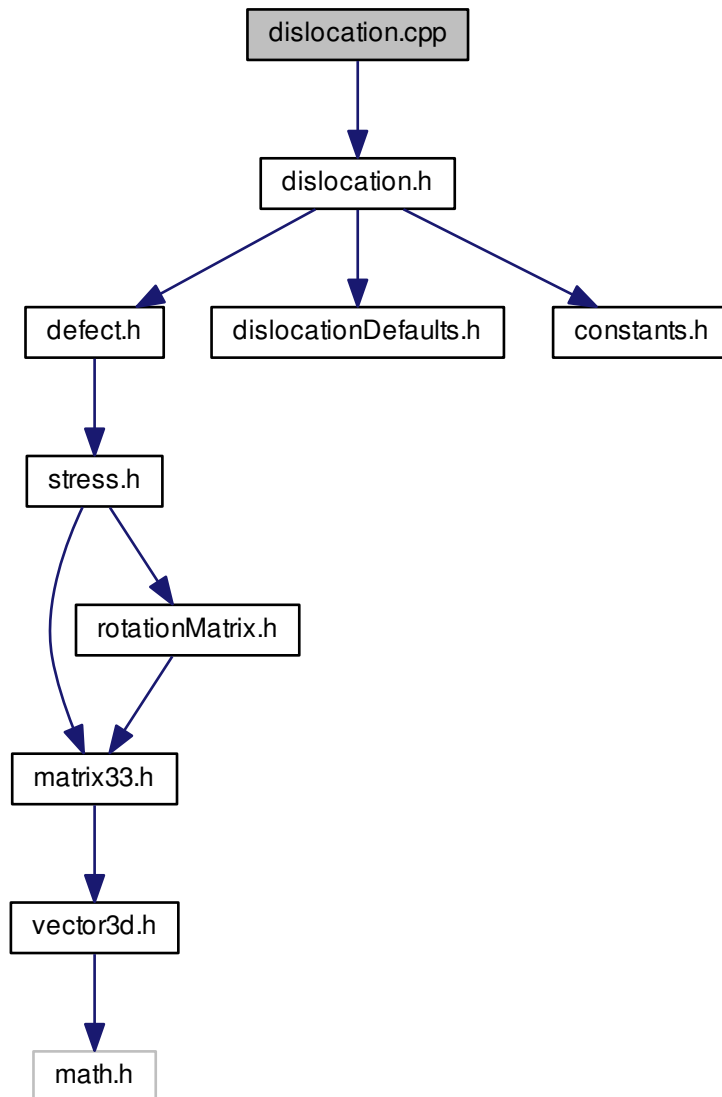 dislocation.cpp
dislocation.h
defect.h
dislocationDefaults.h
constants.h
stress.h
rotationMatrix.h
matrix33.h
vector3d.h
math.h